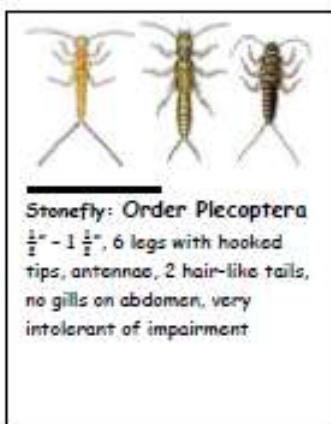 Stonefly: Order Plecoptera
½" - 1 ½", 6 legs with hooked
tips, antennae, 2 hair-like tails,
no gills on abdomen, very
intolerant of impairment